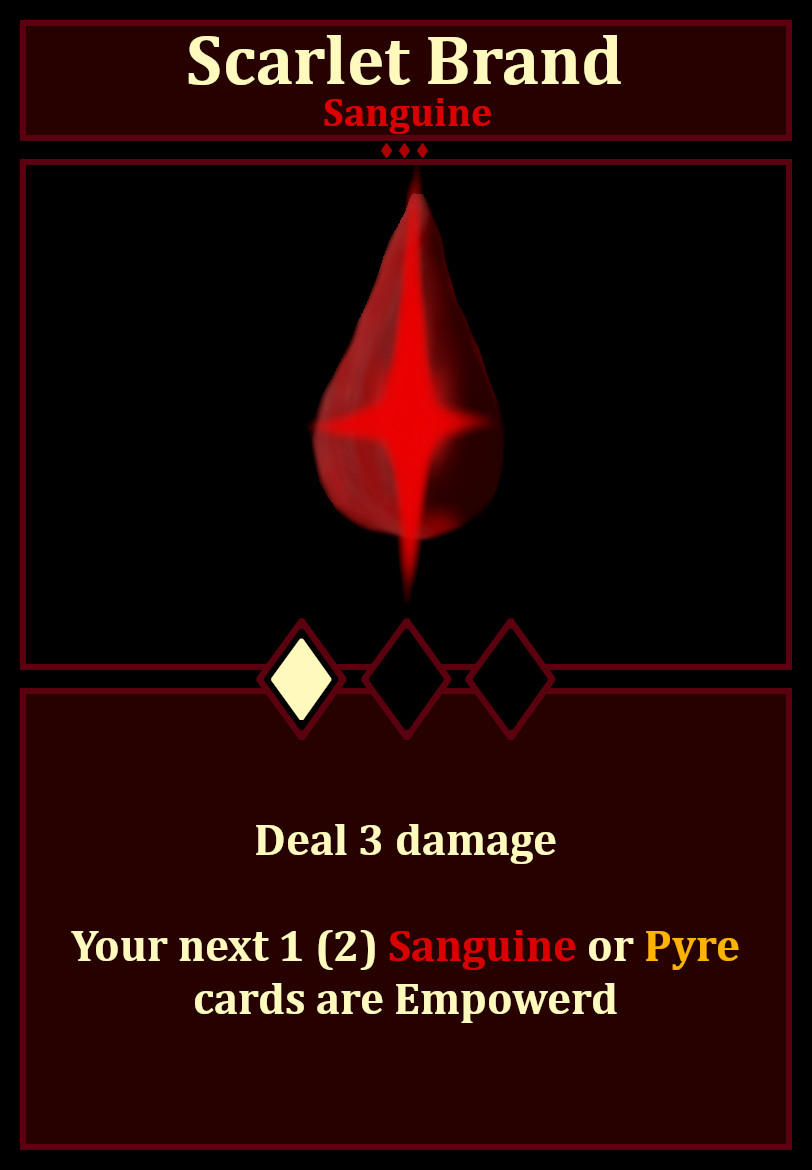 Scarlet Brand
Sanguine
Deal 3 damage
Your next 1 (2) Sanguine or Pyre
cards are Empowerd